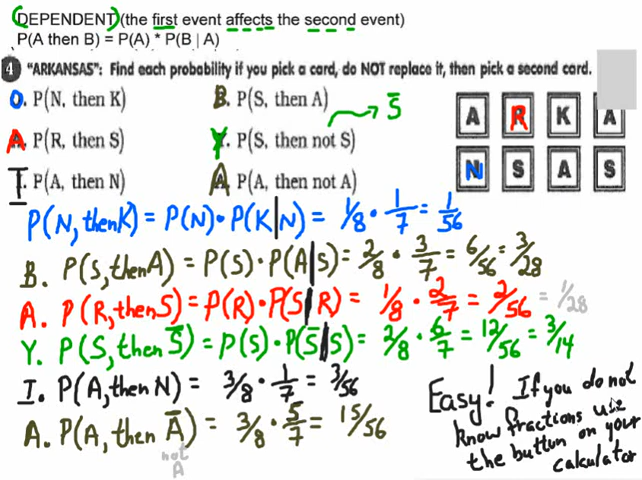 DEPENDENT (the first event affects the second event)
P(A then B) = P(A) * P(B | A)
4 "ARKANSAS": Find each probability if you pick a card, do NOT replace it, then pick a second card.
O. P(N, then K) B. P(S, then A) S̅
A. P(R, then S) Y. P(S, then not S)
I. P(A, then N) A. P(A, then not A)
A R K A
N S A S
P(N, then K) = P(N) · P(K|N) = 1/8 · 1/7 = 1/56
B. P(S, then A) = P(S) · P(A|S) = 2/8 · 3/7 = 6/56 = 3/28
A. P(R, then S) = P(R) · P(S|R) = 1/8 · 2/7 = 2/56 = 1/28
Y. P(S, then S̅) = P(S) · P(S̅|S) = 2/8 · 6/7 = 12/56 = 3/14
I. P(A, then N) = 3/8 · 1/7 = 3/56
A. P(A, then A̅) = 3/8 · 5/7 = 15/56
not
A
Easy! If you do not
know fractions use
the button on your
calculator